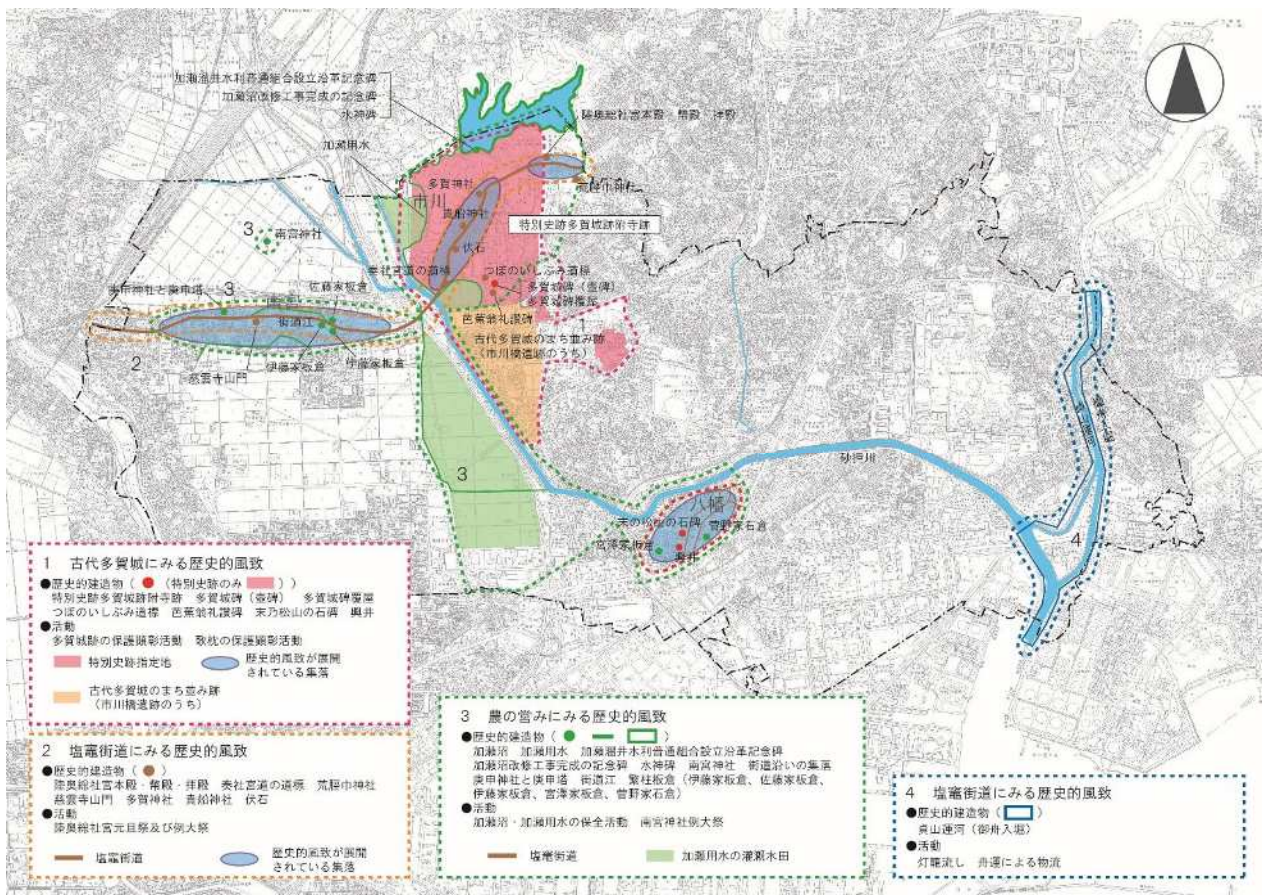 加瀬溜井水利普通組合設立沿革記念碑
加瀬沼改修工事完成の記念碑
水神碑
加瀬用水
陸奥総社宮本殿 幣殿 拝殿
多賀神社
市川
貴船神社
特別史跡多賀城跡附寺跡
伏石
3
南宮神社
奏社宮道の道標
つぼのいしぶみ道標
多賀城碑(壺碑)
多賀城碑覆屋
庚申神社と庚申塔
3
佐藤家板倉
街道江
芭蕉翁礼讃碑
1
古代多賀城のまち並み跡
(市川橋遺跡のうち)
2
慈雲寺山門
伊藤家板倉
伊藤家板倉
3
砂押川
八幡
末の松山の石碑
菅野家石倉
宮澤家板倉
興井
4
1 古代多賀城にみる歴史的風致
●歴史的建造物(●(特別史跡のみ ))
特別史跡多賀城跡附寺跡 多賀城碑(壺碑) 多賀城碑覆屋
つぼのいしぶみ道標 芭蕉翁礼讃碑 末乃松山の石碑 興井
●活動
多賀城跡の保護顕彰活動 歌枕の保護顕彰活動
特別史跡指定地
歴史的風致が展開
されている集落
古代多賀城のまち並み跡
(市川橋遺跡のうち)
2 塩竈街道にみる歴史的風致
●歴史的建造物(●)
陸奥総社宮本殿・幣殿・拝殿 奏社宮道の道標 荒脛巾神社
慈雲寺山門 多賀神社 貴船神社 伏石
●活動
陸奥総社宮元旦祭及び例大祭
塩竈街道
歴史的風致が展開
されている集落
3 農の営みにみる歴史的風致
●歴史的建造物( ● )
加瀬沼 加瀬用水 加瀬溜井水利普通組合設立沿革記念碑
加瀬沼改修工事完成の記念碑 水神碑 南宮神社 街道沿いの集落
庚申神社と庚申塔 街道江 繁柱板倉(伊藤家板倉、佐藤家板倉、
伊藤家板倉、宮澤家板倉、菅野家石倉)
●活動
加瀬沼・加瀬用水の保全活動 南宮神社例大祭
塩竈街道
加瀬用水の灌漑水田
4 塩竈街道にみる歴史的風致
●歴史的建造物( )
貞山運河(御舟入堀)
●活動
灯籠流し 舟運による物流